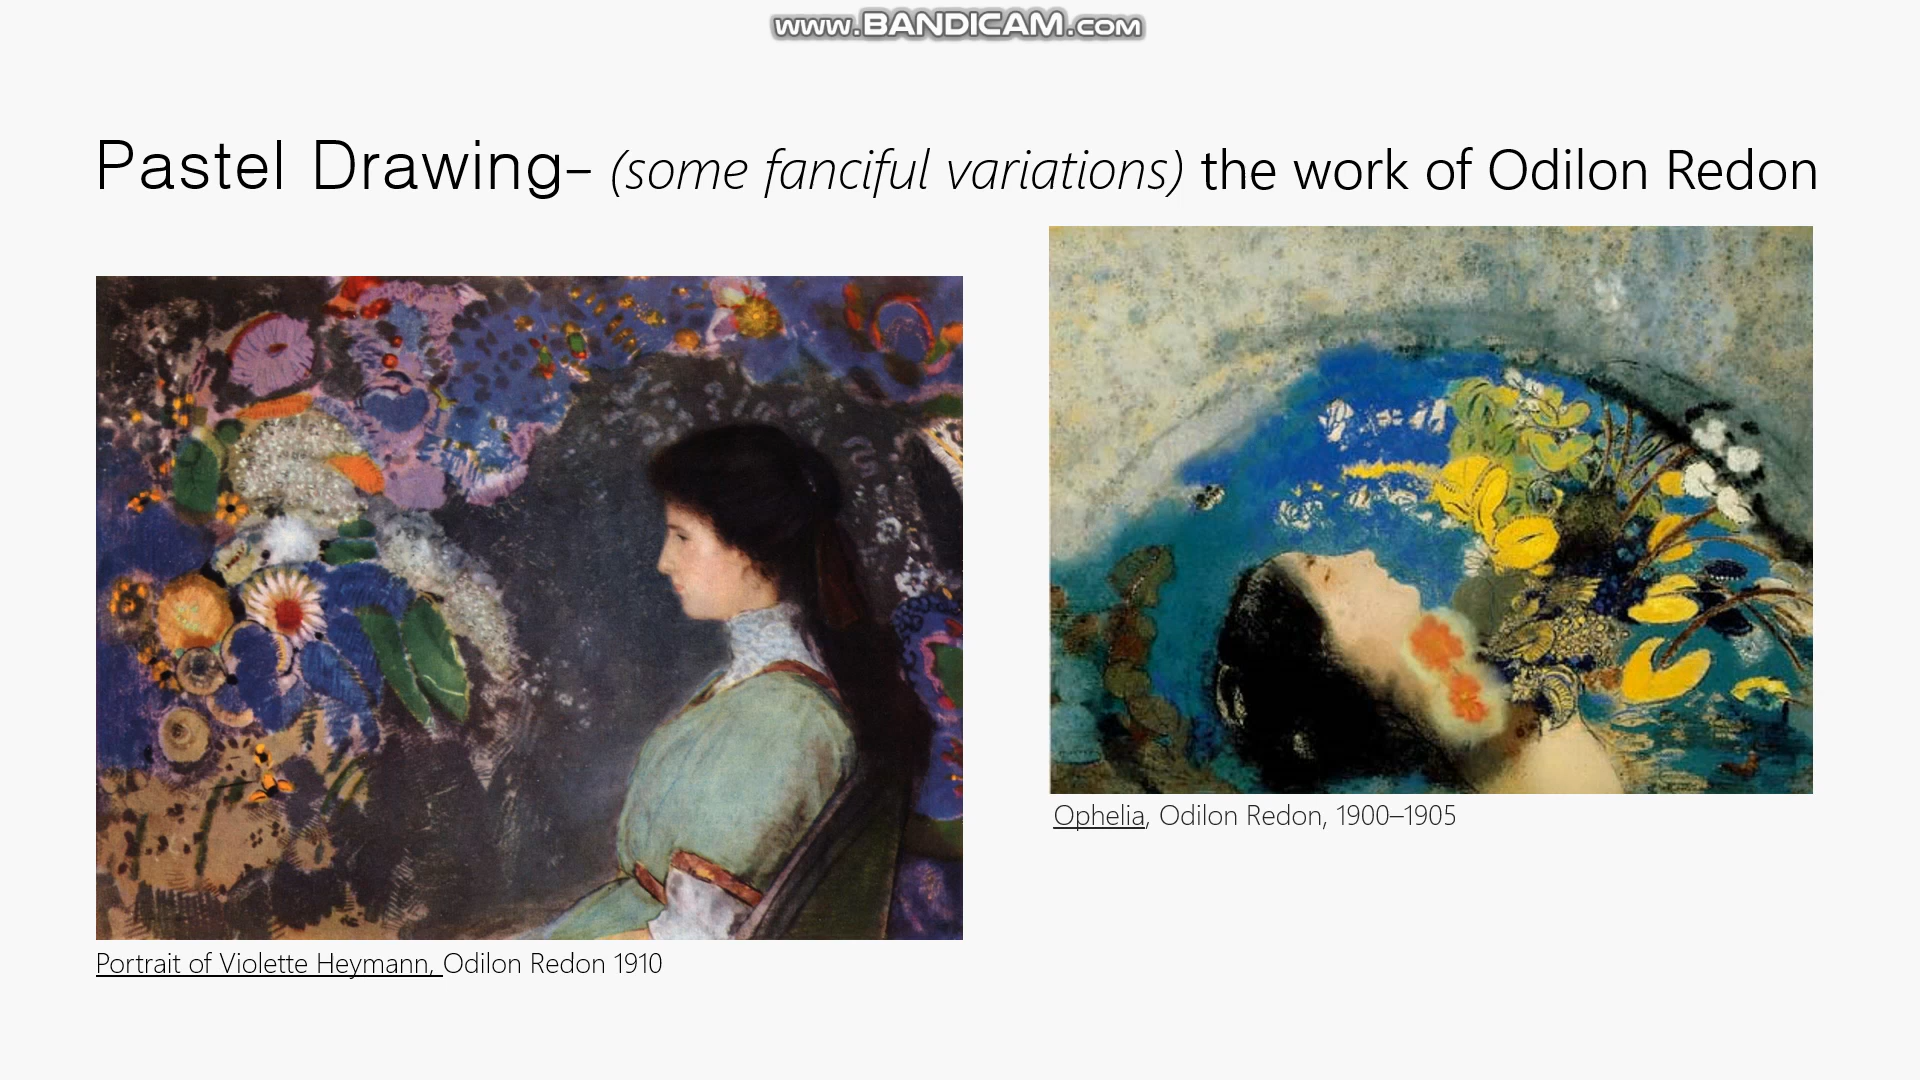 www.BANDICAM.com
Pastel Drawing– (some fanciful variations) the work of Odilon Redon
Ophelia, Odilon Redon, 1900–1905
Portrait of Violette Heymann, Odilon Redon 1910